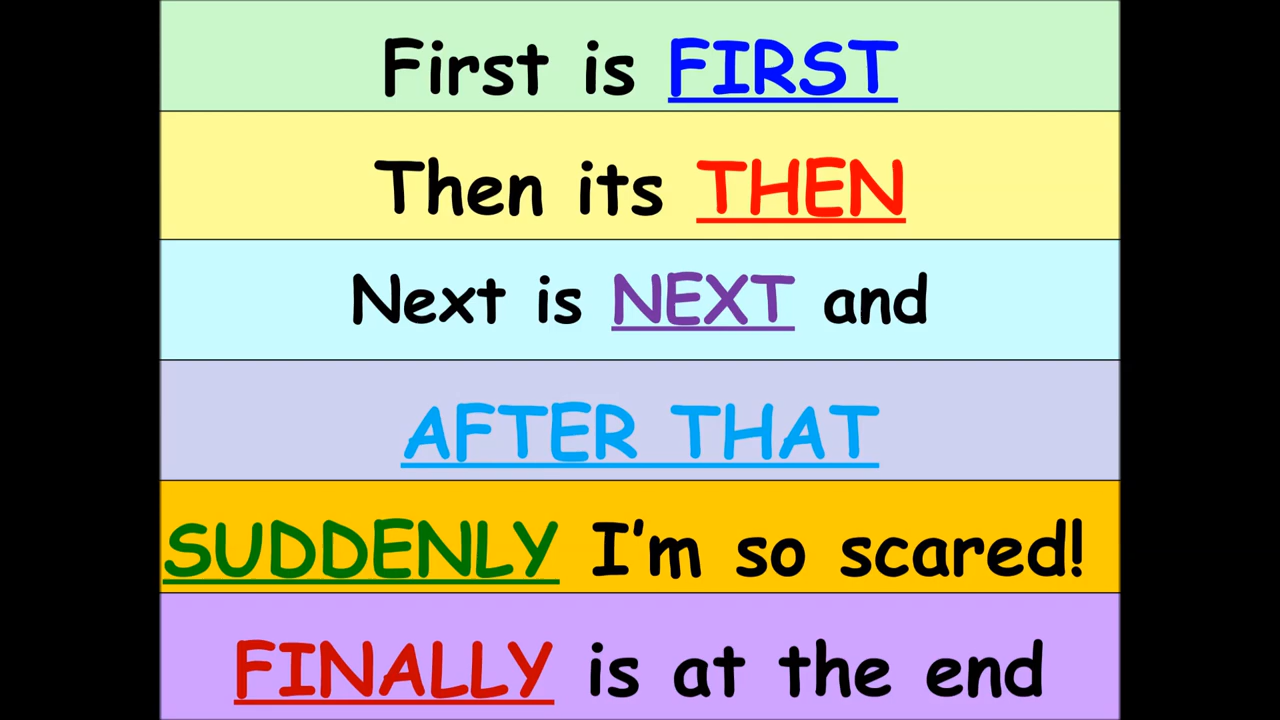 First is FIRST
Then its THEN
Next is NEXT and
AFTER THAT
SUDDENLY I'm so scared!
FINALLY is at the end